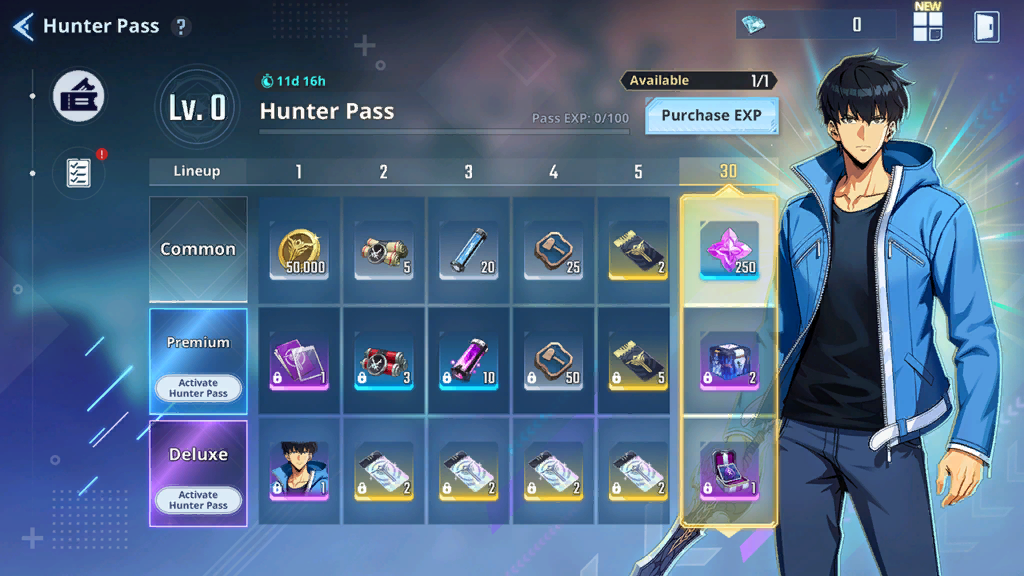 Hunter Pass ?
0
NEW
11d 16h
Available 1/1
Lv. 0
Hunter Pass
Pass EXP: 0/100
Purchase EXP
Lineup 1 2 3 4 5 30
Common
50,000 5 20 25 2 250
Premium
Activate
Hunter Pass
1 3 10 50 5 2
Deluxe
Activate
Hunter Pass
1 2 2 2 2 1